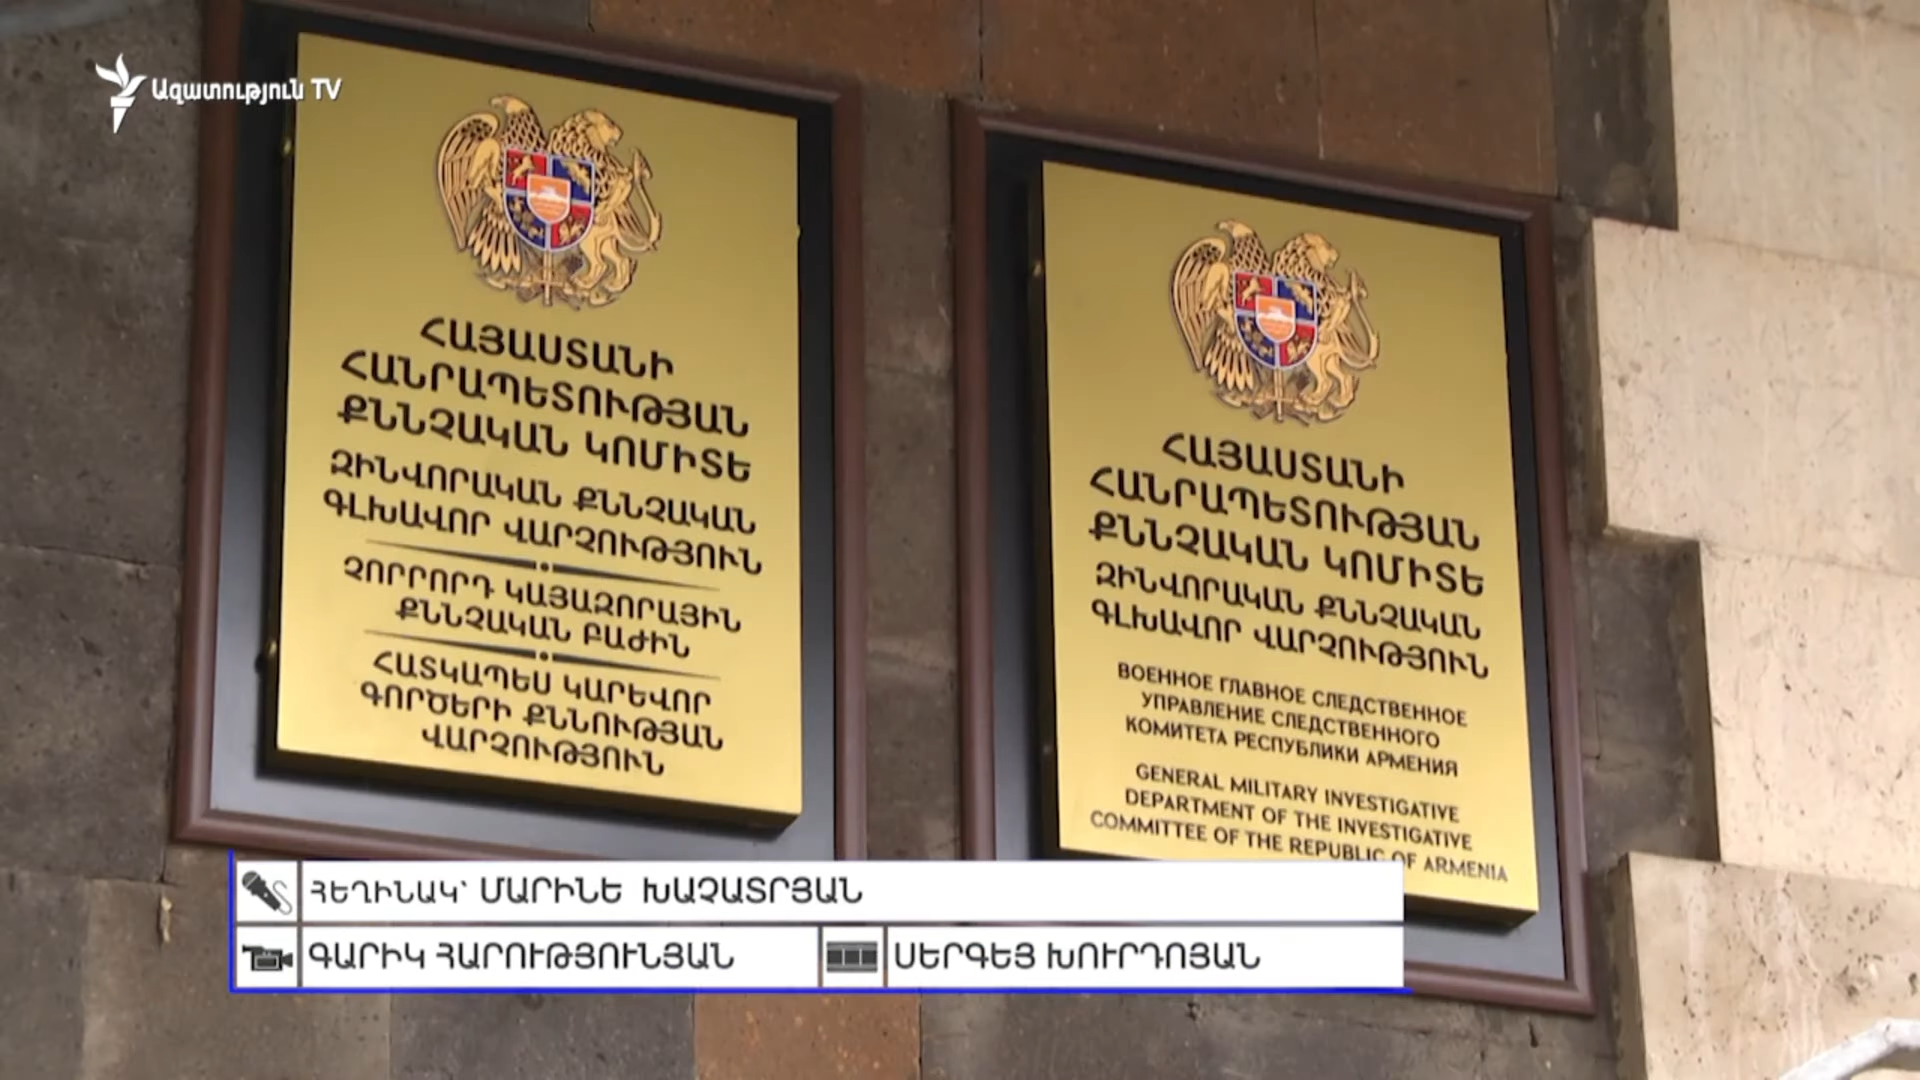 Ազատություն TV
ՀԱՅԱՍՏԱՆԻ
ՀԱՆՐԱՊԵՏՈՒԹՅԱՆ
ՔՆՆՉԱԿԱՆ ԿՈՄԻՏԵ
ԶԻՆՎՈՐԱԿԱՆ ՔՆՆՉԱԿԱՆ
ԳԼԽԱՎՈՐ ՎԱՐՉՈՒԹՅՈՒՆ
ՉՈՐՐՈՐԴ ԿԱՅԱԶՈՐԱՅԻՆ
ՔՆՆՉԱԿԱՆ ԲԱԺԻՆ
ՀԱՏԿԱՊԵՍ ԿԱՐԵՎՈՐ
ԳՈՐԾԵՐԻ ՔՆՆՈՒԹՅԱՆ
ՎԱՐՉՈՒԹՅՈՒՆ
ՀԱՅԱՍՏԱՆԻ
ՀԱՆՐԱՊԵՏՈՒԹՅԱՆ
ՔՆՆՉԱԿԱՆ ԿՈՄԻՏԵ
ԶԻՆՎՈՐԱԿԱՆ ՔՆՆՉԱԿԱՆ
ԳԼԽԱՎՈՐ ՎԱՐՉՈՒԹՅՈՒՆ
ВОЕННОЕ ГЛАВНОЕ СЛЕДСТВЕННОЕ
УПРАВЛЕНИЕ СЛЕДСТВЕННОГО
КОМИТЕТА РЕСПУБЛИКИ АРМЕНИЯ
GENERAL MILITARY INVESTIGATIVE
DEPARTMENT OF THE INVESTIGATIVE
COMMITTEE OF THE REPUBLIC OF ARMENIA
ՀԵՂԻՆԱԿ՝ ՄԱՐԻՆԵ ԽԱՉԱՏՐՅԱՆ
ԳԱՐԻԿ ՀԱՐՈՒԹՅՈՒՆՅԱՆ
ՍԵՐԳԵՅ ԽՈՒՐԴՈՅԱՆ